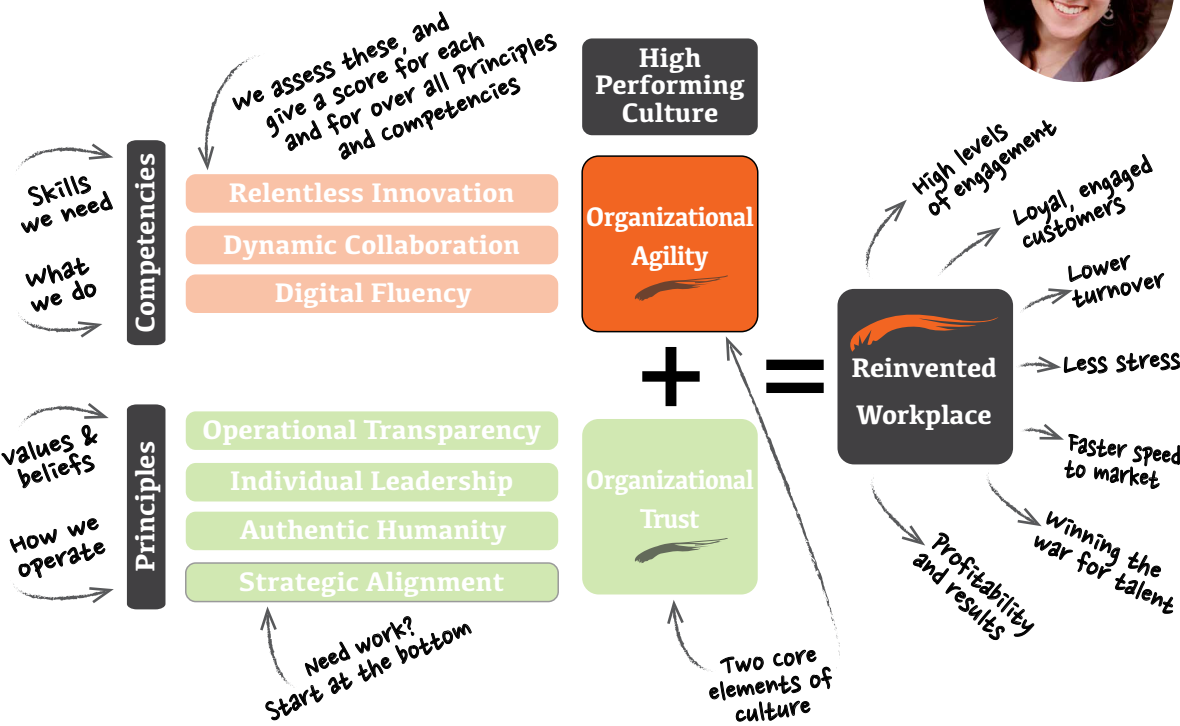 we assess these, and
give a score for each
and for over all Principles
and competencies
High
Performing
Culture
Skills
we need
what
we do
Competencies
Relentless Innovation
Dynamic Collaboration
Digital Fluency
Organizational
Agility
+
=
values &
beliefs
How we
operate
Principles
Operational Transparency
Individual Leadership
Authentic Humanity
Strategic Alignment
Organizational
Trust
Need work?
Start at the bottom
Two core
elements of
culture
Reinvented
Workplace
High levels
of engagement
Loyal, engaged
customers
Lower
turnover
Less stress
Faster speed
to market
Winning the
war for talent
Profitability
and results